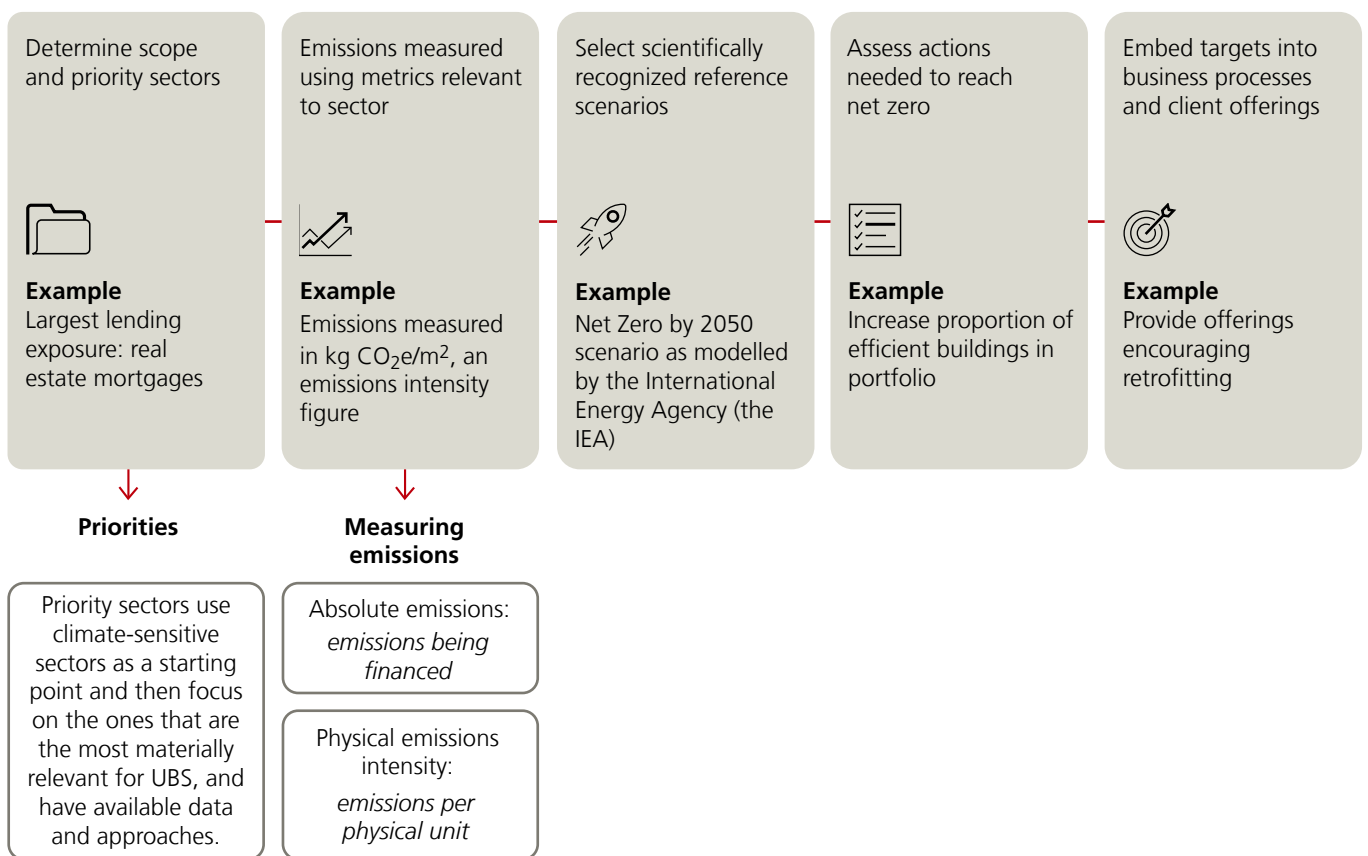 Determine scope
and priority sectors
Example
Largest lending
exposure: real
estate mortgages
Emissions measured
using metrics relevant
to sector
Example
Emissions measured
in kg CO₂e/m², an
emissions intensity
figure
Select scientifically
recognized reference
scenarios
Example
Net Zero by 2050
scenario as modelled
by the International
Energy Agency (the
IEA)
Assess actions
needed to reach
net zero
Example
Increase proportion of
efficient buildings in
portfolio
Embed targets into
business processes
and client offerings
Example
Provide offerings
encouraging
retrofitting
Priorities
Priority sectors use
climate-sensitive
sectors as a starting
point and then focus
on the ones that are
the most materially
relevant for UBS, and
have available data
and approaches.
Measuring
emissions
Absolute emissions:
emissions being
financed
Physical emissions
intensity:
emissions per
physical unit